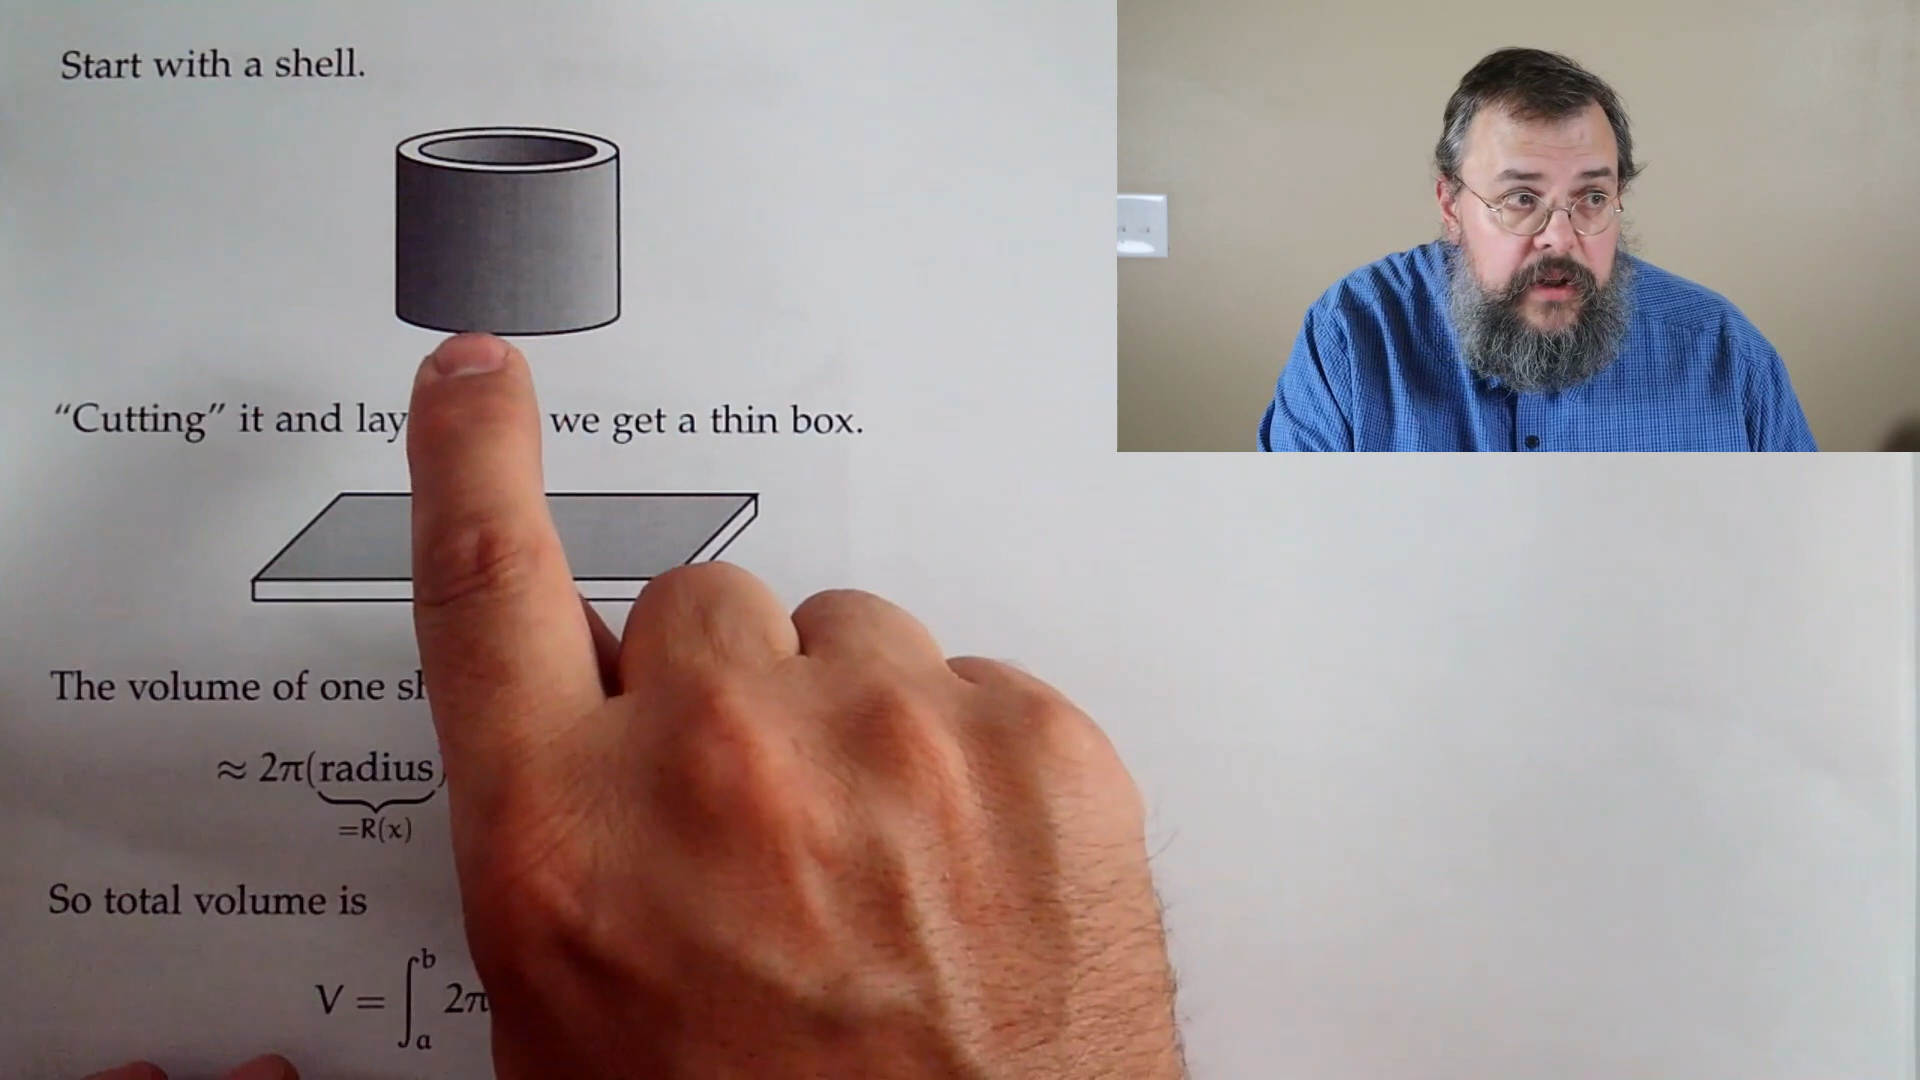 Start with a shell.
“Cutting” it and lay we get a thin box.
The volume of one sh
≈ 2π(radius)
=R(x)
So total volume is
V = ∫_a^b 2π